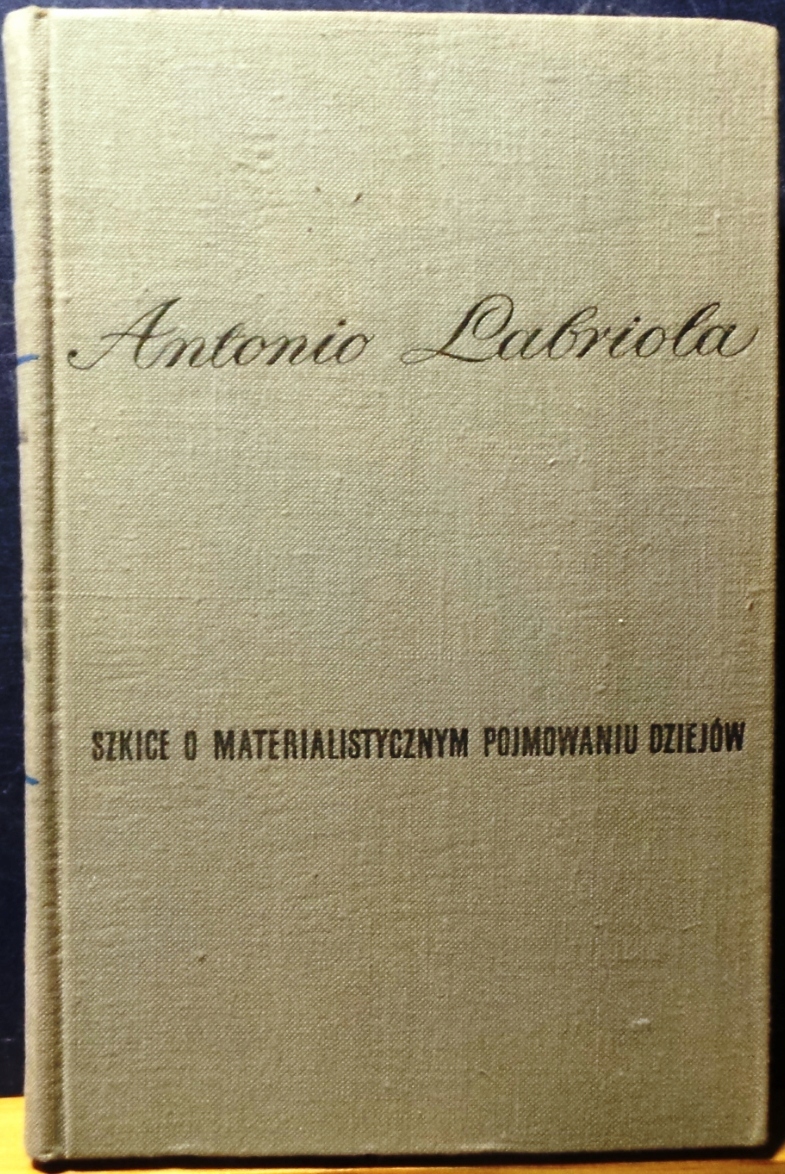 Antonio Labriola
SZKICE O MATERIALISTYCZNYM POJMOWANIU DZIEJÓW